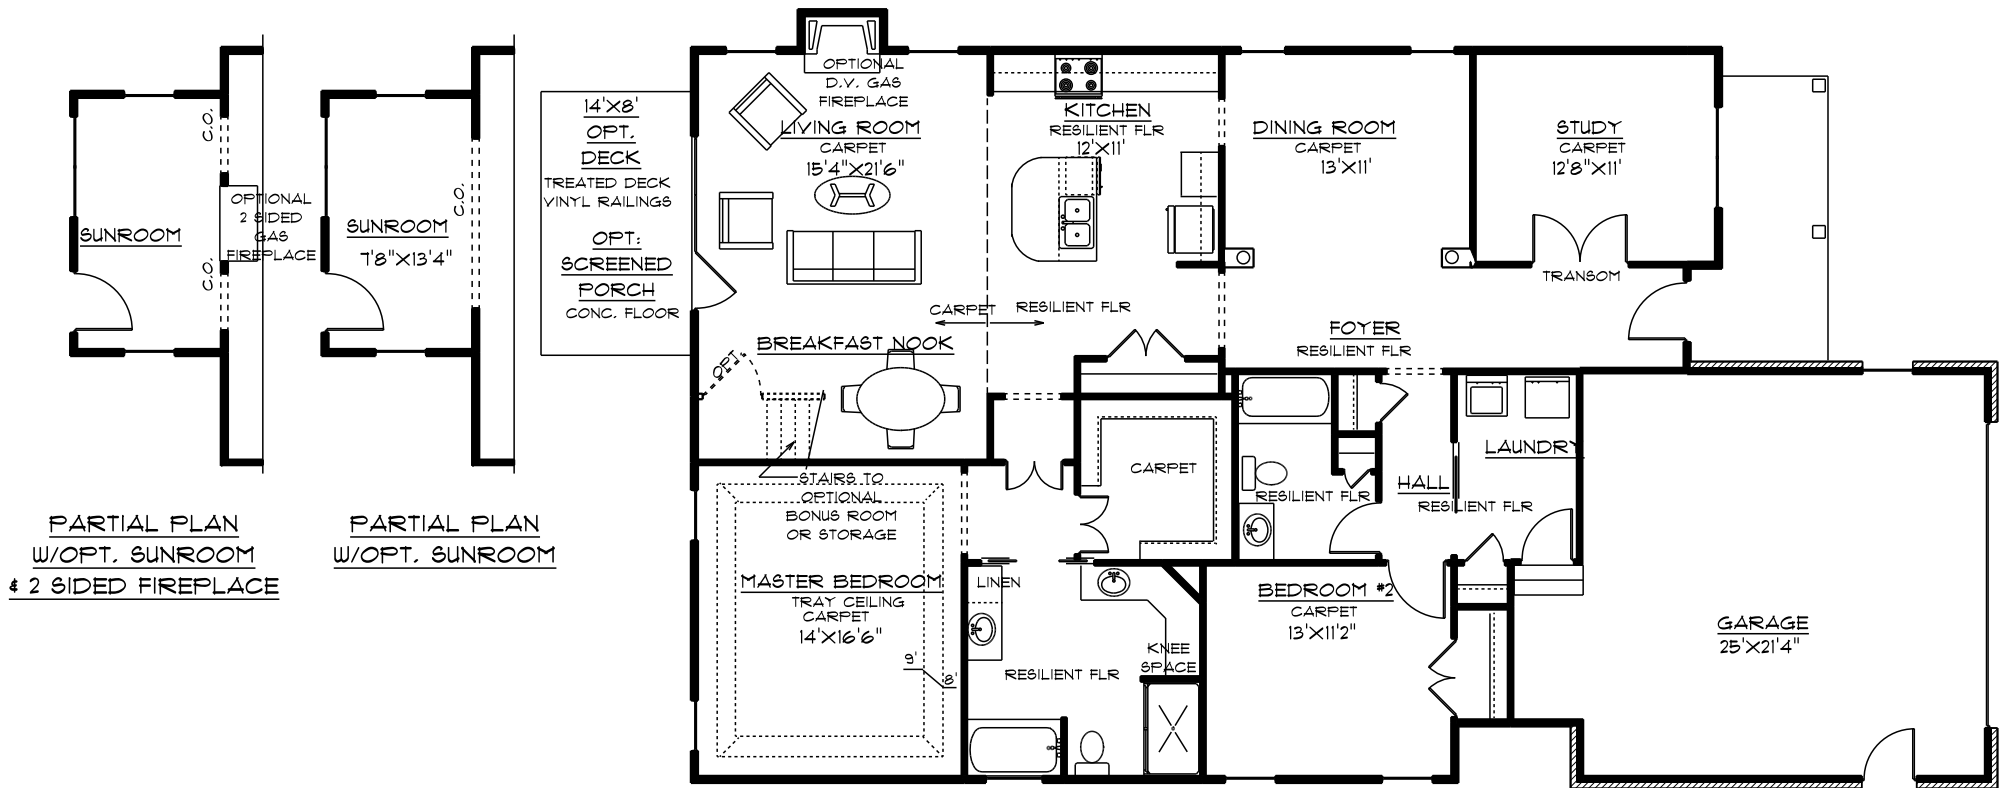 C.O.
SUNROOM
OPTIONAL
2 SIDED
GAS
FIREPLACE
C.O.
PARTIAL PLAN
W/OPT. SUNROOM
& 2 SIDED FIREPLACE
SUNROOM
7'8"X13'4"
C.O.
PARTIAL PLAN
W/OPT. SUNROOM
14'X8'
OPT.
DECK
TREATED DECK
VINYL RAILINGS
OPT:
SCREENED
PORCH
CONC. FLOOR
OPTIONAL
D.V. GAS
FIREPLACE
LIVING ROOM
CARPET
15'4"X21'6"
KITCHEN
RESILIENT FLR
12'X11'
DINING ROOM
CARPET
13'X11'
STUDY
CARPET
12'8"X11'
TRANSOM
CARPET
RESILIENT FLR
BREAKFAST NOOK
OPT.
FOYER
RESILIENT FLR
STAIRS TO
OPTIONAL
BONUS ROOM
OR STORAGE
CARPET
RESILIENT FLR
HALL
RESILIENT FLR
LAUNDRY
MASTER BEDROOM
TRAY CEILING
CARPET
14'X16'6"
9'
8'
LINEN
RESILIENT FLR
KNEE
SPACE
BEDROOM #2
CARPET
13'X11'2"
GARAGE
25'X21'4"